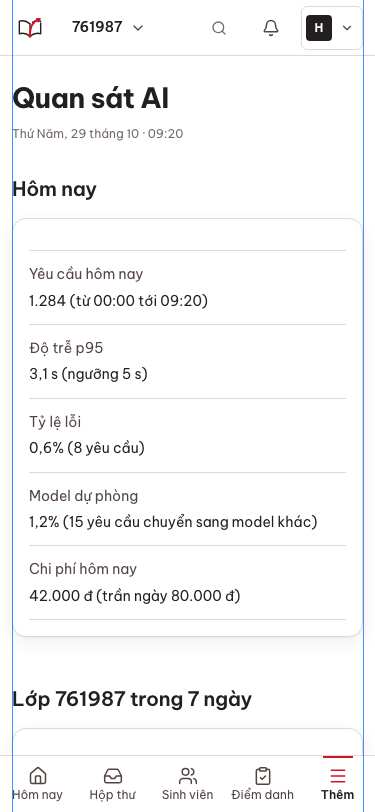 761987
H
Quan sát AI
Thứ Năm, 29 tháng 10 · 09:20
Hôm nay
Yêu cầu hôm nay
1.284 (từ 00:00 tới 09:20)
Độ trễ p95
3,1 s (ngưỡng 5 s)
Tỷ lệ lỗi
0,6% (8 yêu cầu)
Model dự phòng
1,2% (15 yêu cầu chuyển sang model khác)
Chi phí hôm nay
42.000 đ (trần ngày 80.000 đ)
Lớp 761987 trong 7 ngày
Hôm nay
Hộp thư
Sinh viên
Điểm danh
Thêm